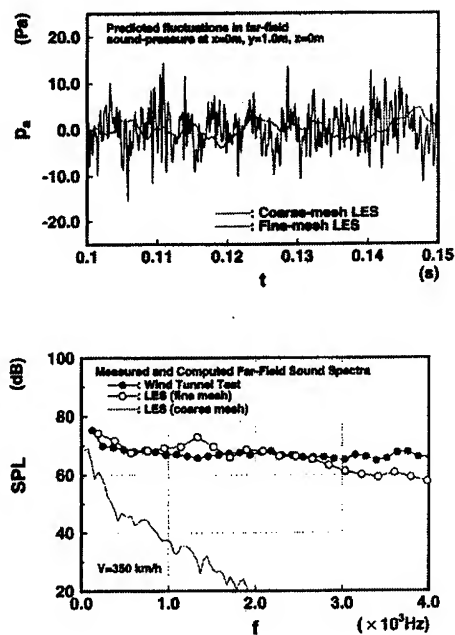 Predicted fluctuations in far-field
sound-pressure at x=0m, y=1.0m, z=0m
(Pa)
20.0
10.0
0.0
-10.0
-20.0
pa
: Coarse-mesh LES
: Fine-mesh LES
0.1 0.11 0.12 0.13 0.14 0.15
t (s)
Measured and Computed Far-Field Sound Spectra
: Wind Tunnel Test
: LES (fine mesh)
: LES (coarse mesh)
(dB)
100
80
60
40
20
SPL
V=350 km/h
0.0 1.0 2.0 3.0 4.0
f (×10³Hz)